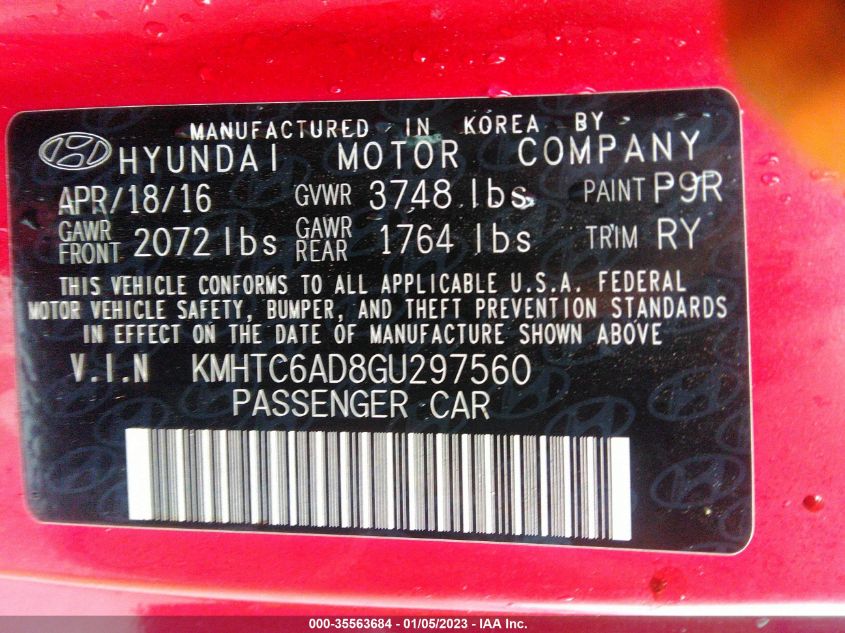 MANUFACTURED IN KOREA BY
HYUNDAI MOTOR COMPANY
APR/18/16 GVWR 3748 lbs PAINT P9R
GAWR FRONT 2072 lbs GAWR REAR 1764 lbs TRIM RY
THIS VEHICLE CONFORMS TO ALL APPLICABLE U.S.A. FEDERAL
MOTOR VEHICLE SAFETY, BUMPER, AND THEFT PREVENTION STANDARDS
IN EFFECT ON THE DATE OF MANUFACTURE SHOWN ABOVE
V.I.N KMHTC6AD8GU297560
PASSENGER CAR
000-35563684 - 01/05/2023 - IAA Inc.